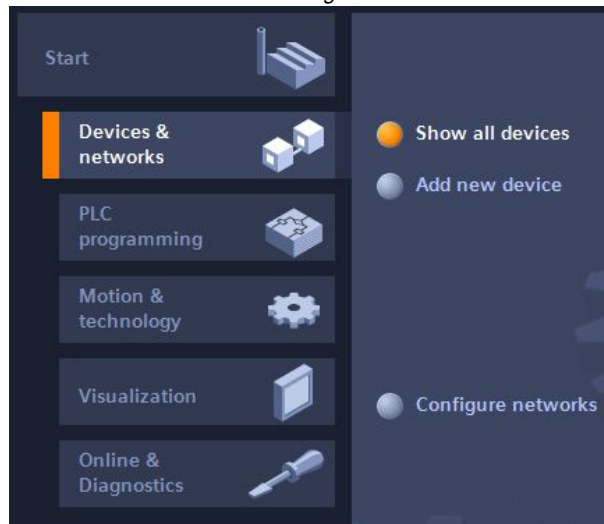 Start
Devices &
networks
PLC
programming
Motion &
technology
Visualization
Online &
Diagnostics
Show all devices
Add new device
Configure networks